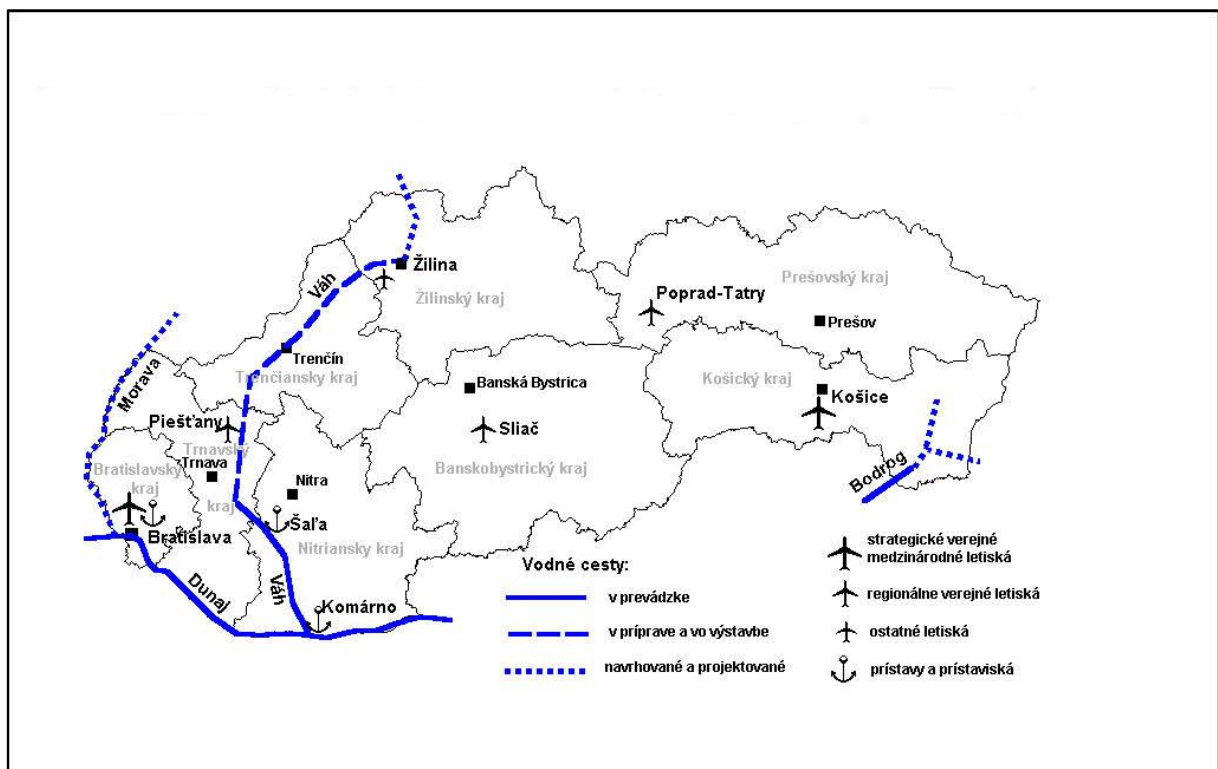 Žilina
Váh
Žilinský kraj
Poprad-Tatry
Prešovský kraj
Prešov
Trenčín
Trenčiansky kraj
Morava
Banská Bystrica
Košický kraj
Košice
Piešťany
Sliač
Trnavský
kraj
Trnava
Bratislavský
kraj
Banskobystrický kraj
Nitra
Bodrog
Šaľa
Bratislava
Nitriansky kraj
Dunaj
Váh
Komárno
Vodné cesty:
v prevádzke
v príprave a vo výstavbe
navrhované a projektované
strategické verejné
medzinárodné letiská
regionálne verejné letiská
ostatné letiská
prístavy a prístaviská